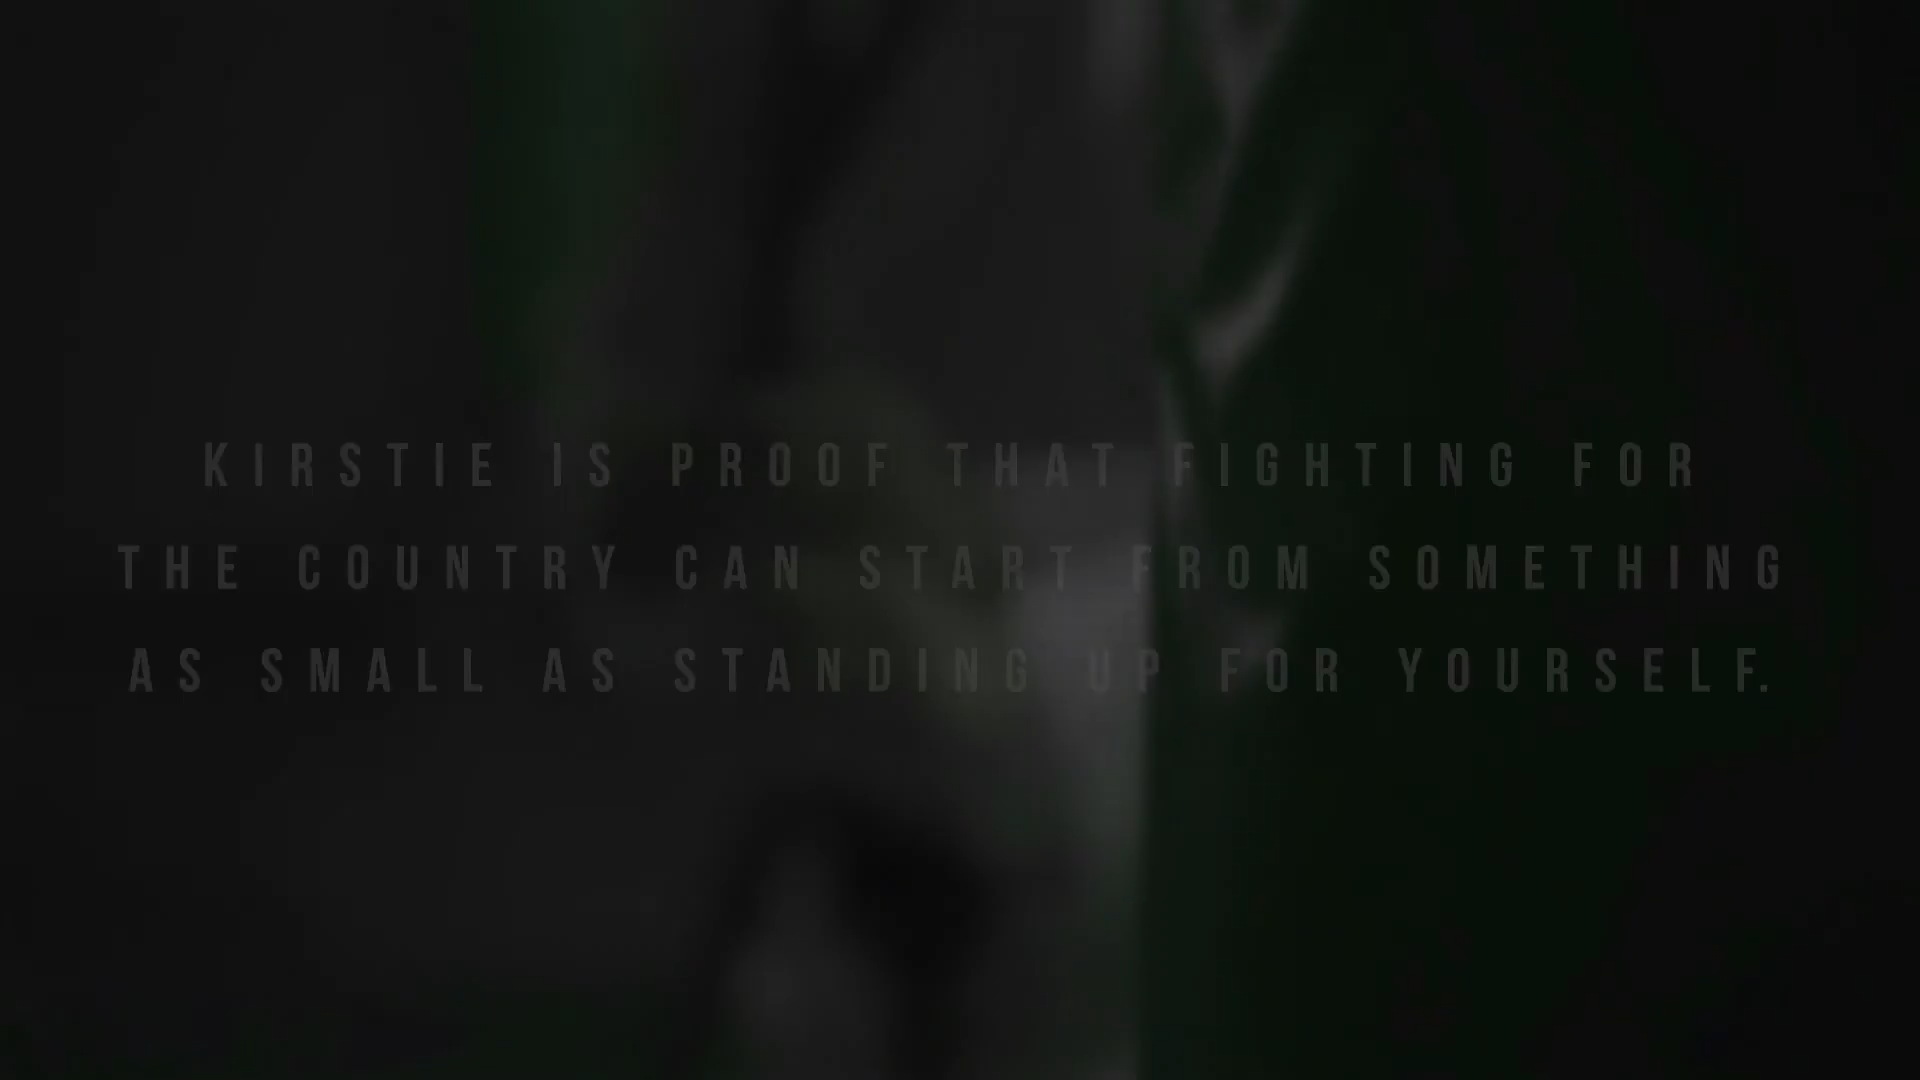 KIRSTIE IS PROOF THAT FIGHTING FOR
THE COUNTRY CAN START FROM SOMETHING
AS SMALL AS STANDING UP FOR YOURSELF.